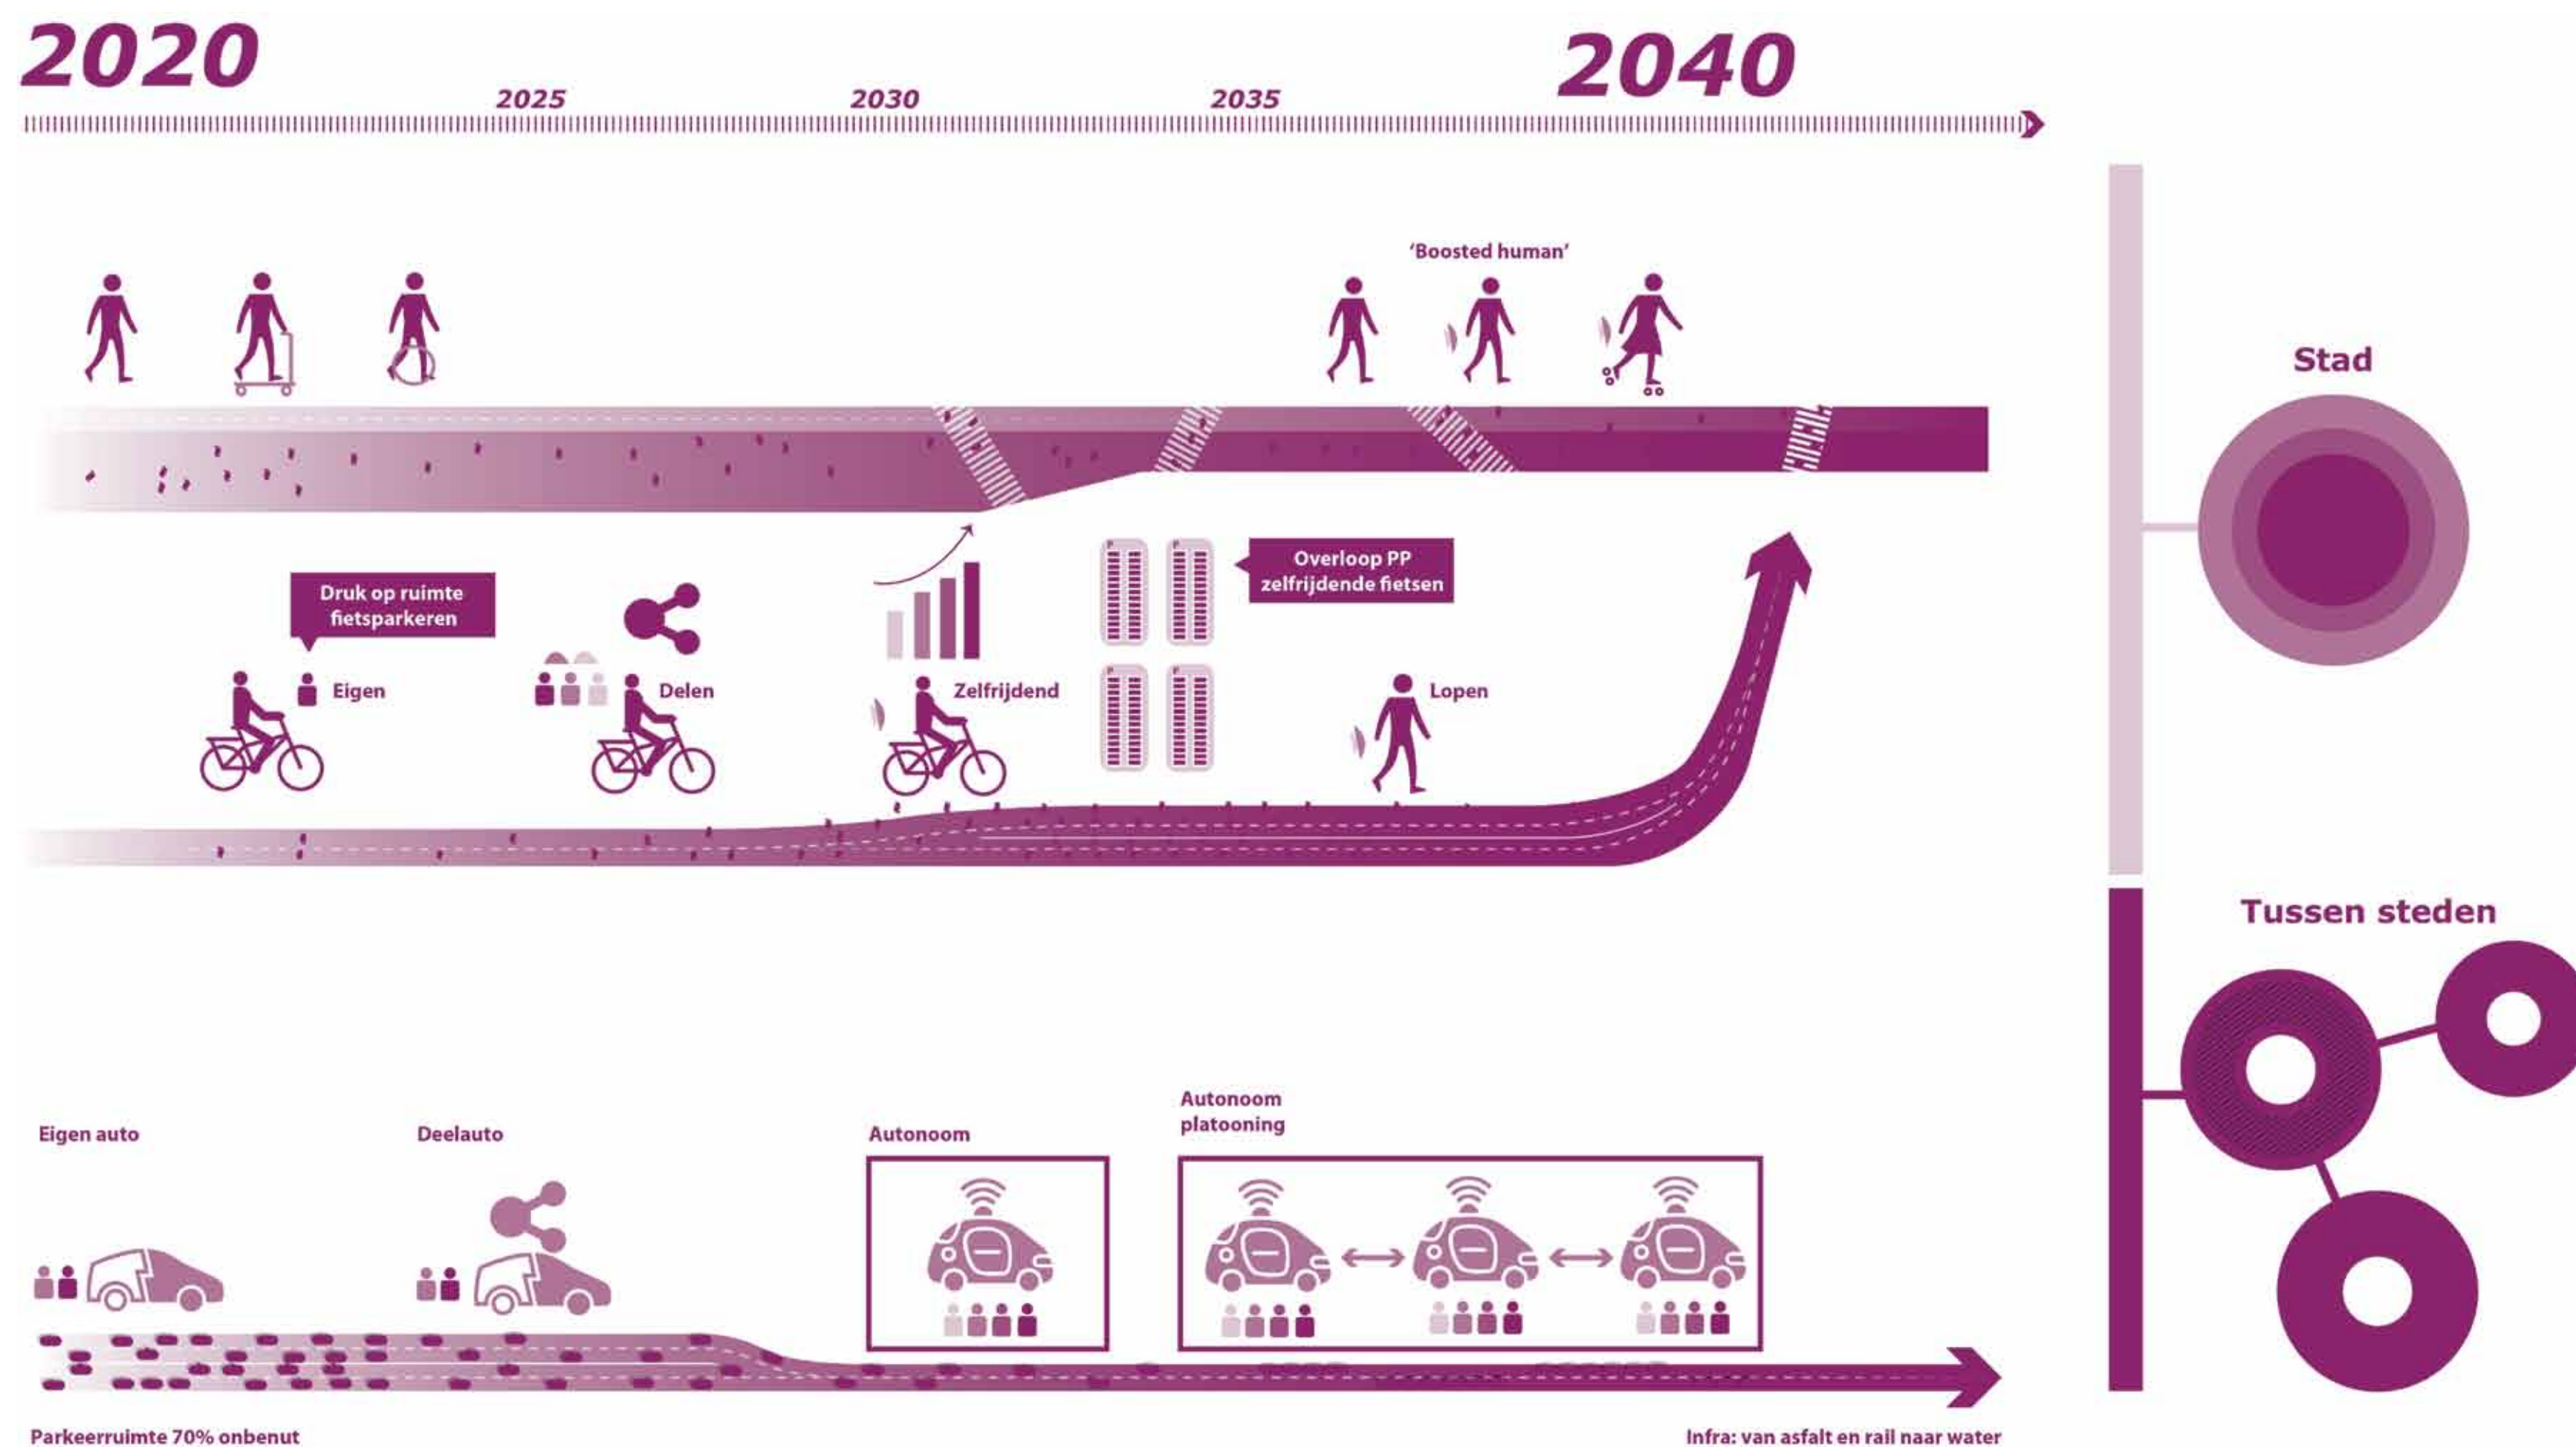 2020
2025
2030
2035
2040
'Boosted human'
Stad
Druk op ruimte
fietsparkeren
Overloop PP
zelfrijdende fietsen
Eigen
Delen
Zelfrijdend
P
P
P
P
Lopen
Tussen steden
Eigen auto
Deelauto
Autonoom
Autonoom
platooning
Parkeerruimte 70% onbenut
Infra: van asfalt en rail naar water